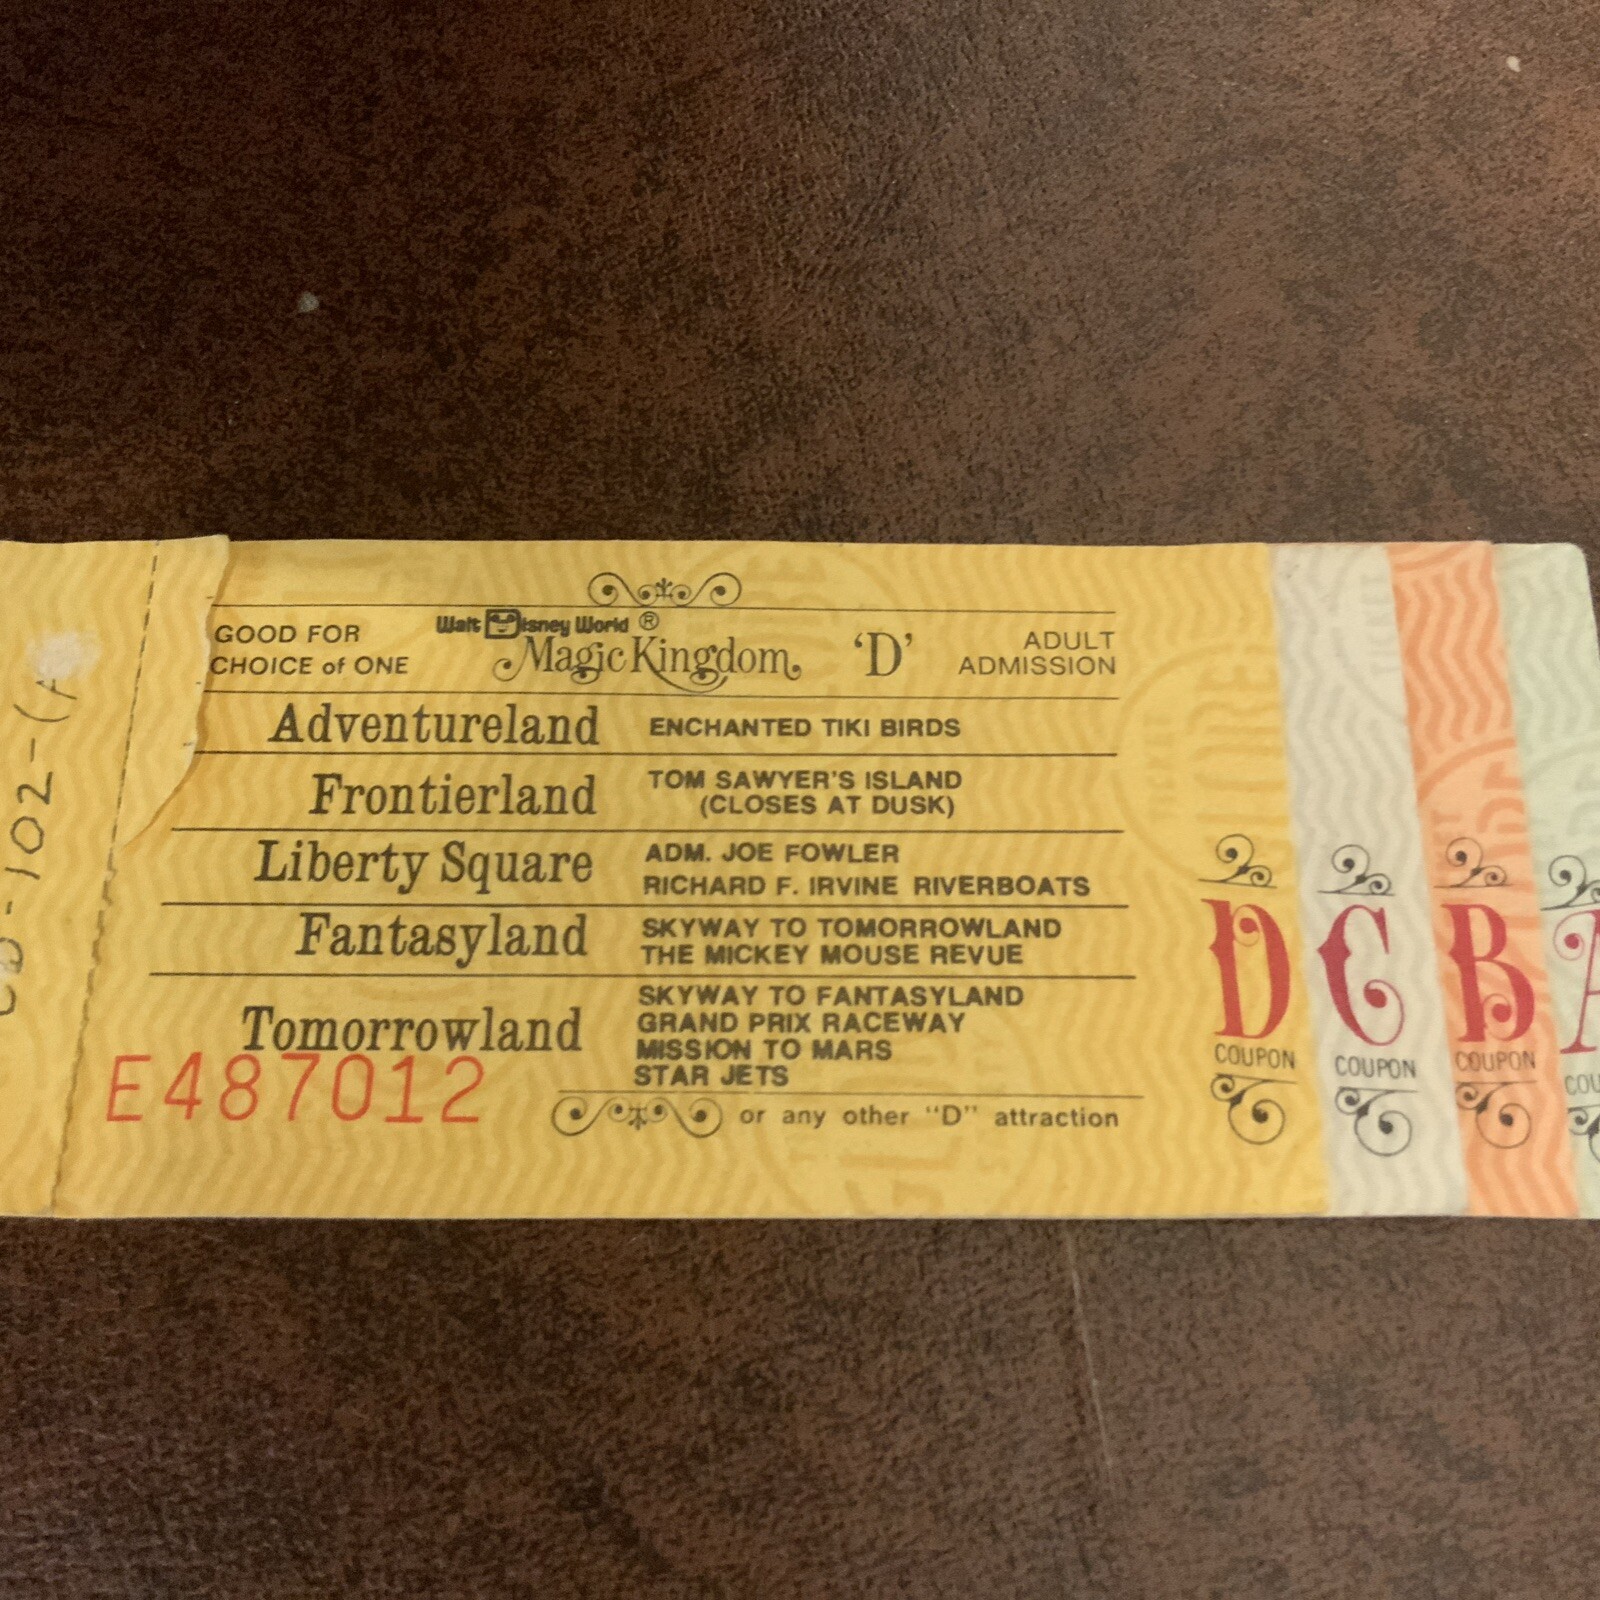 GOOD FOR
CHOICE of ONE
Walt Disney World ®
Magic Kingdom
'D'
ADULT
ADMISSION
Adventureland ENCHANTED TIKI BIRDS
Frontierland TOM SAWYER'S ISLAND
(CLOSES AT DUSK)
Liberty Square ADM. JOE FOWLER
RICHARD F. IRVINE RIVERBOATS
Fantasyland SKYWAY TO TOMORROWLAND
THE MICKEY MOUSE REVUE
Tomorrowland SKYWAY TO FANTASYLAND
GRAND PRIX RACEWAY
MISSION TO MARS
STAR JETS
E487012
or any other "D" attraction
D
COUPON
C
COUPON
B
COUPON
A
-102-(A